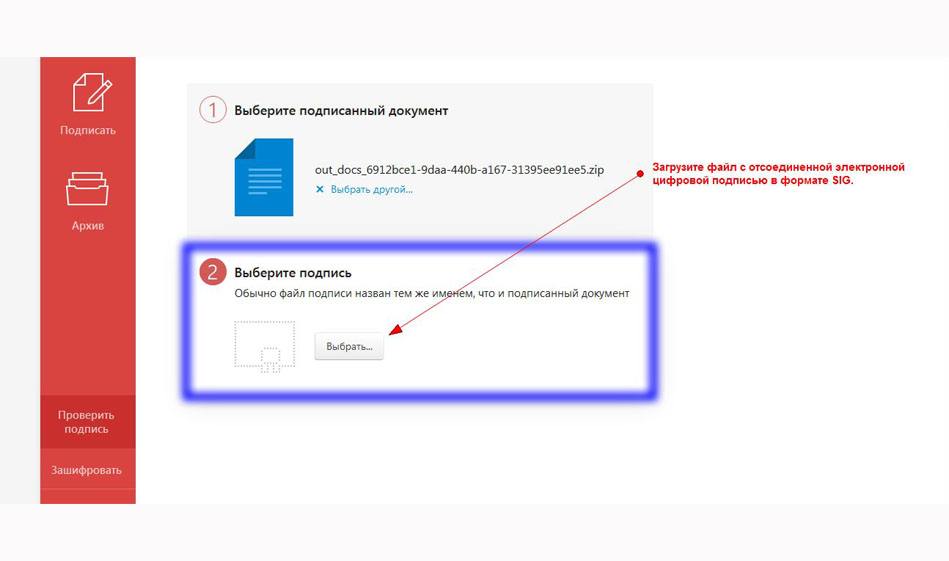 Подписать
Архив
Проверить
подпись
Зашифровать
1 Выберите подписанный документ
out_docs_6912bce1-9daa-440b-a167-31395ee91ee5.zip
× Выбрать другой...
2 Выберите подпись
Обычно файл подписи назван тем же именем, что и подписанный документ
Выбрать...
Загрузите файл с отсоединенной электронной
цифровой подписью в формате SIG.